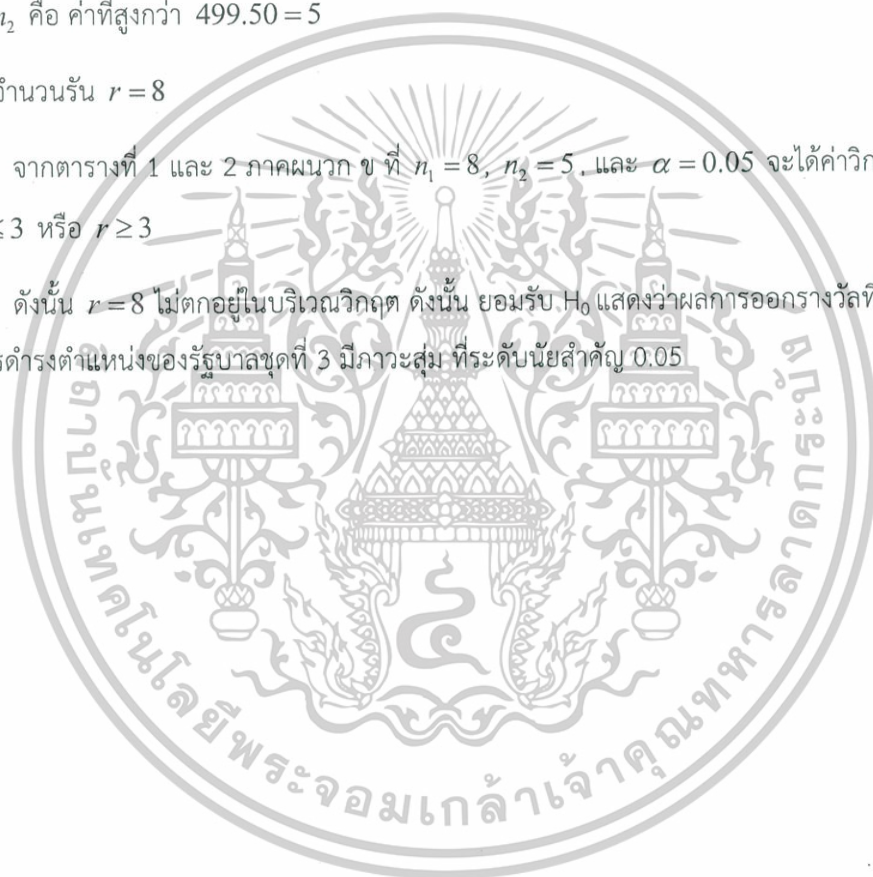 n₂ คือ ค่าที่สูงกว่า 499.50 = 5
จำนวนรัน r = 8
จากตารางที่ 1 และ 2 ภาคผนวก ข ที่ n₁ = 8, n₂ = 5, และ α = 0.05 จะได้ค่าวิก
≤ 3 หรือ r ≥ 3
ดังนั้น r = 8 ไม่ตกอยู่ในบริเวณวิกฤต ดังนั้น ยอมรับ H₀ แสดงว่าผลการออกรางวัลที
รดำรงตำแหน่งของรัฐบาลชุดที่ 3 มีภาวะสุ่ม ที่ระดับนัยสำคัญ 0.05
สถาบันเทคโนโลยีพระจอมเกล้าเจ้าคุณทหารลาดกระบัง
๔